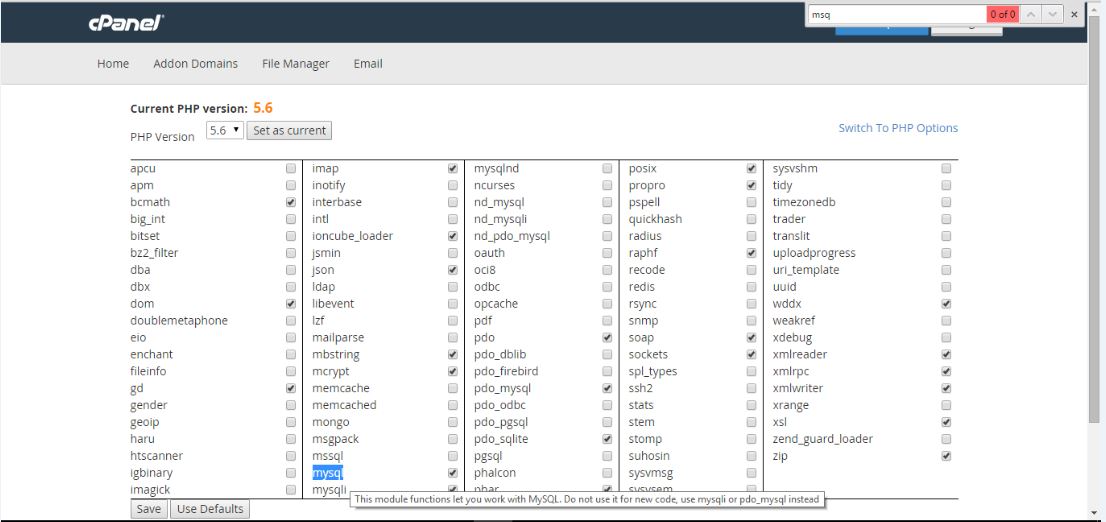 cPanel
msq
0 of 0
Home
Addon Domains
File Manager
Email
Current PHP version: 5.6
PHP Version
5.6
Set as current
Switch To PHP Options
apcu
apm
bcmath
big_int
bitset
bz2_filter
dba
dbx
dom
doublemetaphone
eio
enchant
fileinfo
gd
gender
geoip
haru
htscanner
igbinary
imagick
imap
inotify
interbase
intl
ioncube_loader
jsmin
json
ldap
libevent
lzf
mailparse
mbstring
mcrypt
memcache
memcached
mongo
msgpack
mssql
mysql
mysqli
mysqlnd
ncurses
nd_mysql
nd_mysqli
nd_pdo_mysql
oauth
oci8
odbc
opcache
pdf
pdo
pdo_dblib
pdo_firebird
pdo_mysql
pdo_odbc
pdo_pgsql
pdo_sqlite
pgsql
phalcon
phar
posix
propro
pspell
quickhash
radius
raphf
recode
redis
rsync
snmp
soap
sockets
spl_types
ssh2
stats
stem
stomp
suhosin
sysvmsg
sysvsem
sysvshm
tidy
timezonedb
trader
translit
uploadprogress
uri_template
uuid
wddx
weakref
xdebug
xmlreader
xmlrpc
xmlwriter
xrange
xsl
zend_guard_loader
zip
This module functions let you work with MySQL. Do not use it for new code, use mysqli or pdo_mysql instead
Save
Use Defaults